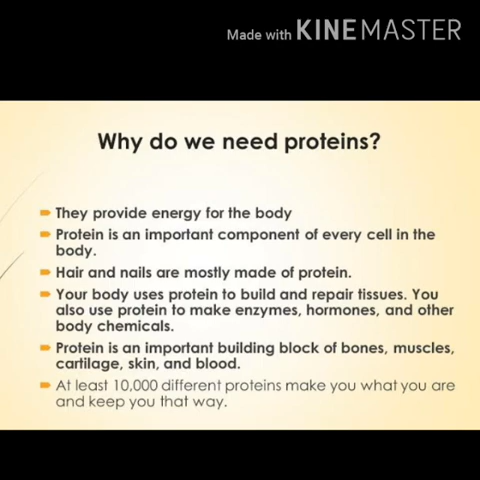 Made with KINEMASTER
Why do we need proteins?
They provide energy for the body
Protein is an important component of every cell in the
body.
Hair and nails are mostly made of protein.
Your body uses protein to build and repair tissues. You
also use protein to make enzymes, hormones, and other
body chemicals.
Protein is an important building block of bones, muscles,
cartilage, skin, and blood.
At least 10,000 different proteins make you what you are
and keep you that way.